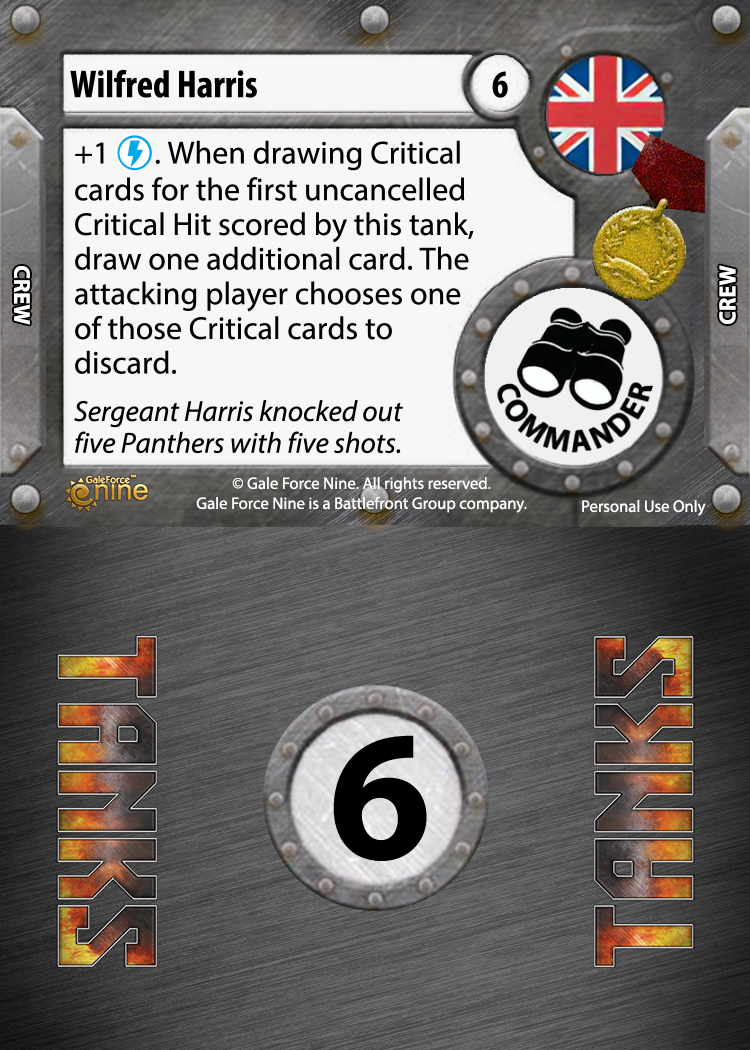 Wilfred Harris
6
+1 . When drawing Critical
cards for the first uncancelled
Critical Hit scored by this tank,
draw one additional card. The
attacking player chooses one
of those Critical cards to
discard.
Sergeant Harris knocked out
five Panthers with five shots.
CREW
CREW
COMMANDER
GaleForce™
nine
© Gale Force Nine. All rights reserved.
Gale Force Nine is a Battlefront Group company.
Personal Use Only
TANKS
6
TANKS